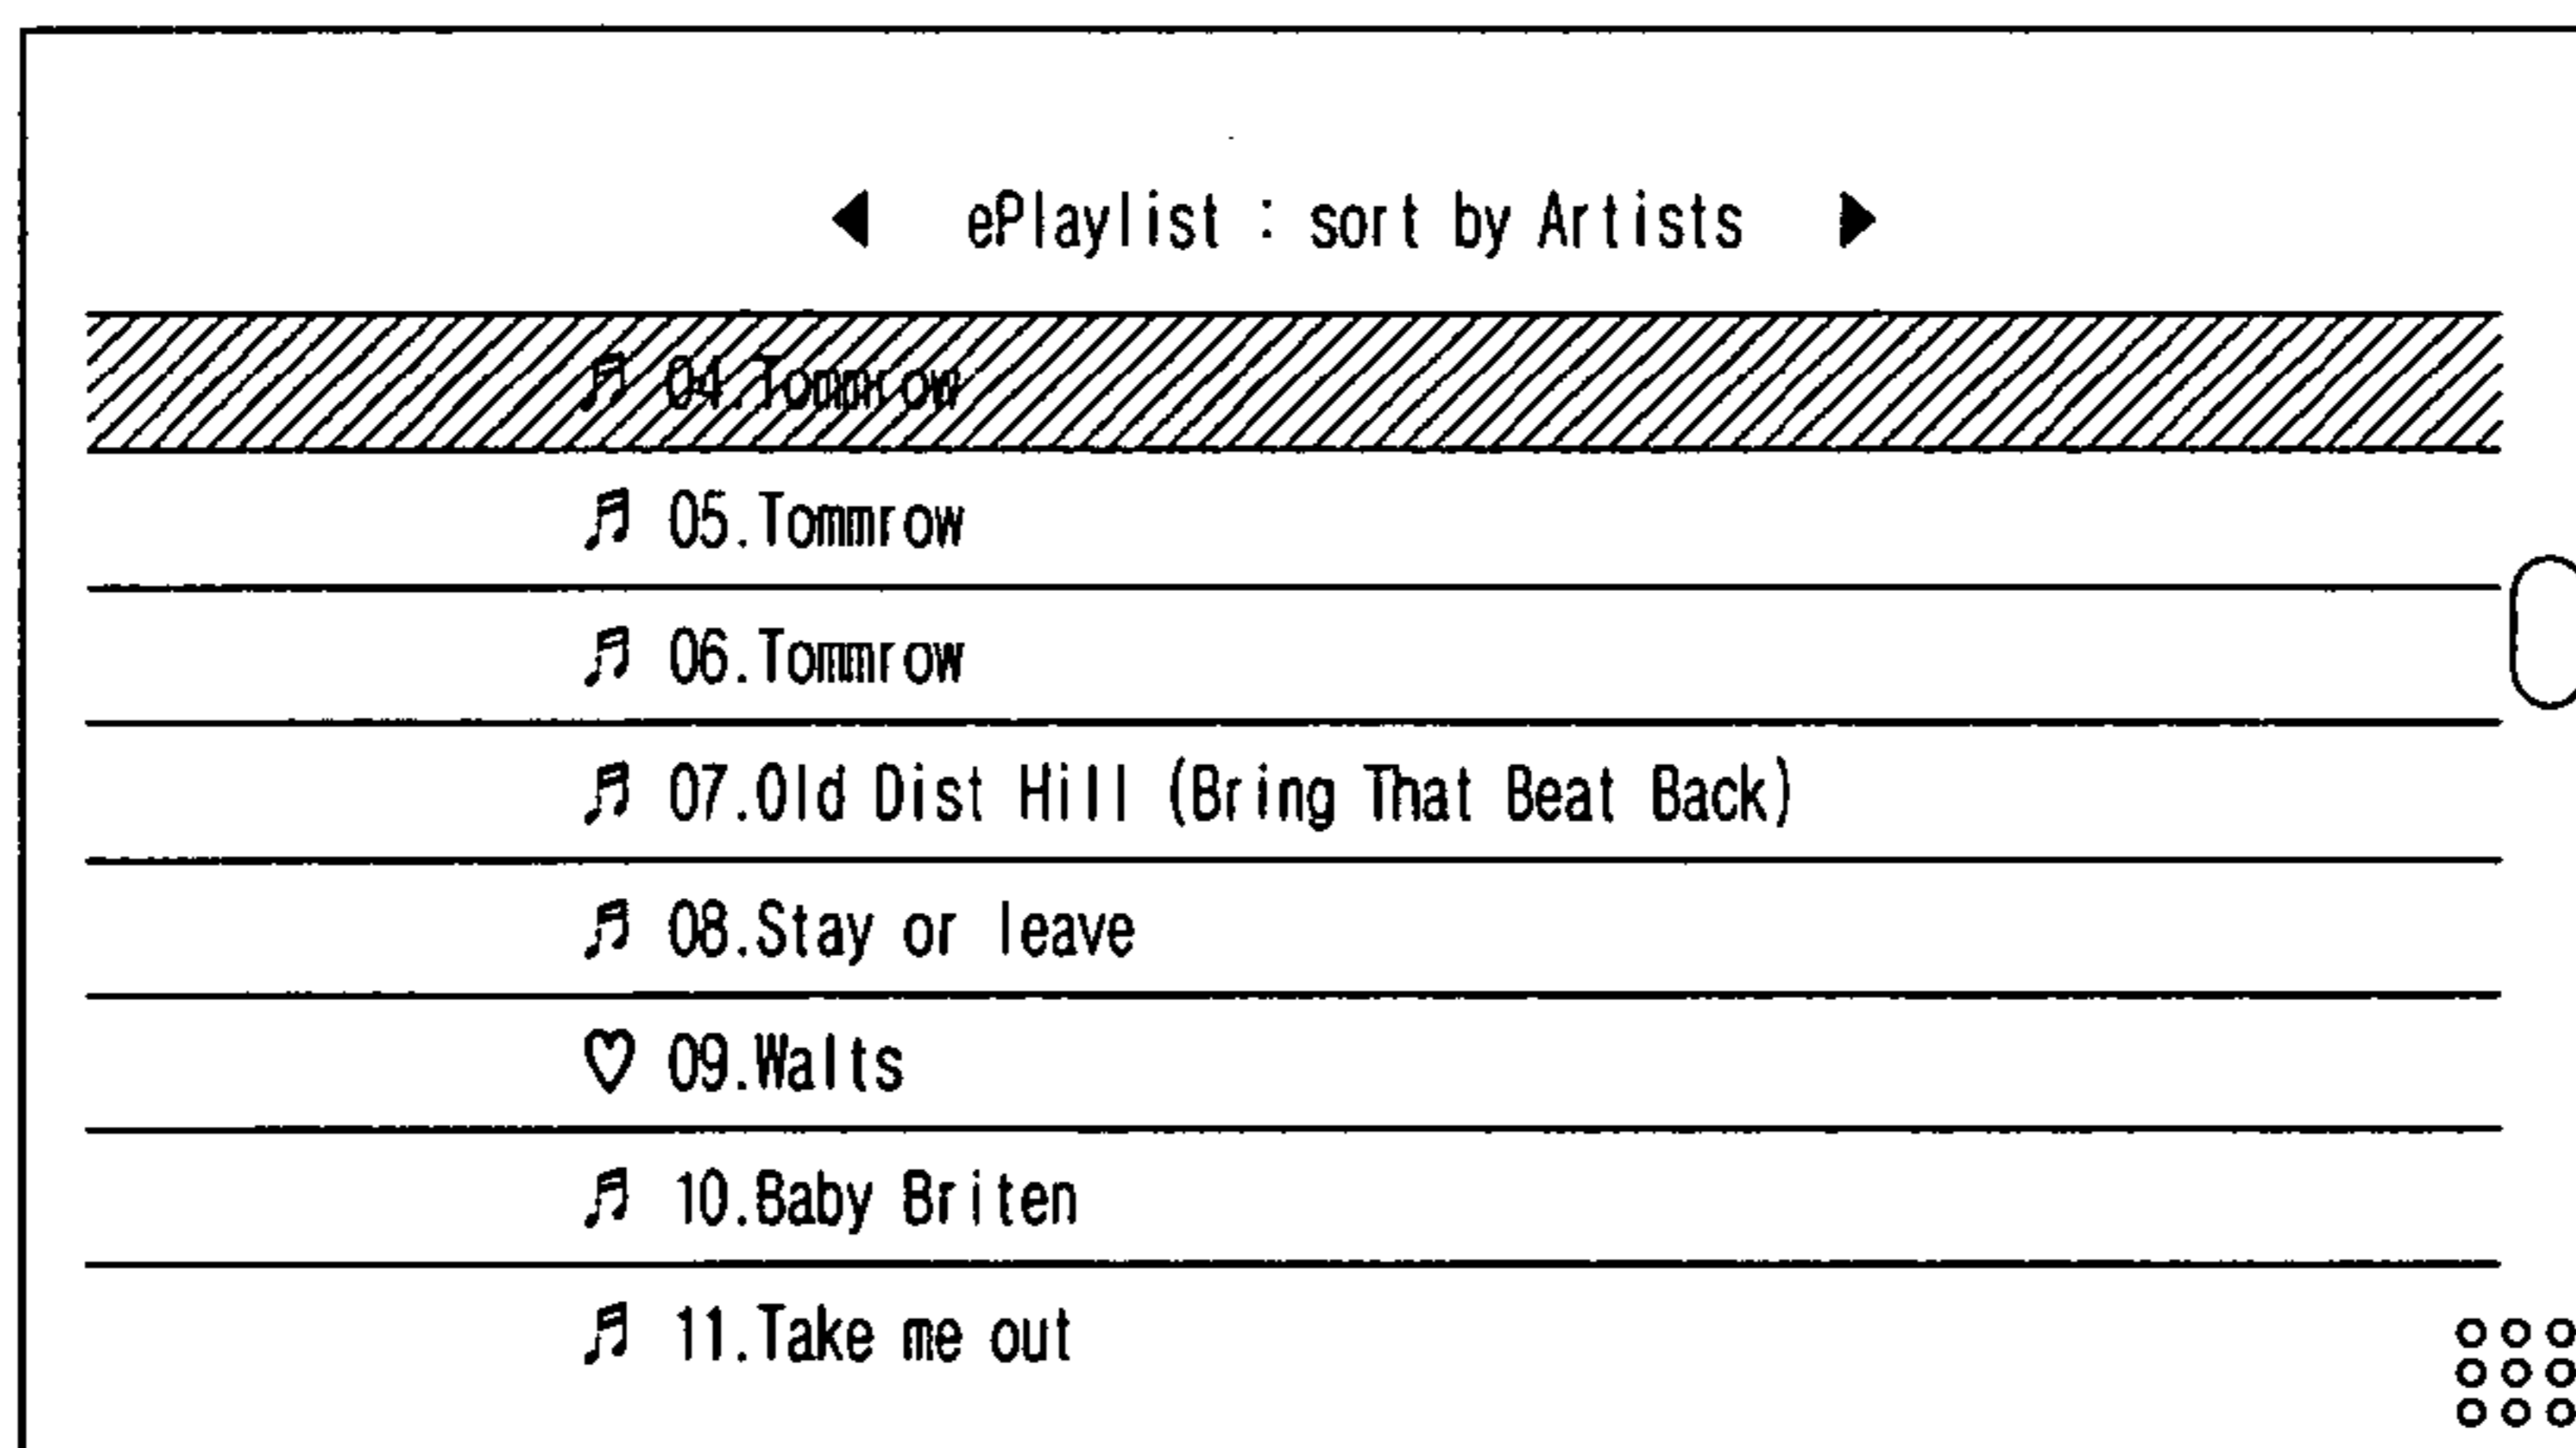 ◀ ePlaylist : sort by Artists ▶
♬ 04.Tommrow
♬ 05.Tommrow
♬ 06.Tommrow
♬ 07.Old Dist Hill (Bring That Beat Back)
♬ 08.Stay or leave
♡ 09.Walts
♬ 10.Baby Briten
♬ 11.Take me out